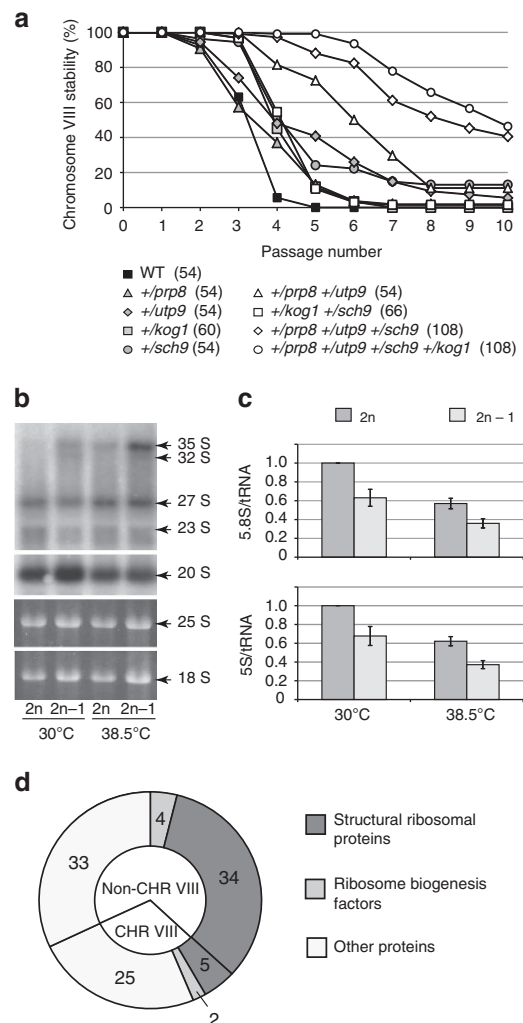 a
Chromosome VIII stability (%)
100
80
60
40
20
0
0 1 2 3 4 5 6 7 8 9 10
Passage number
WT (54)
+/prp8 (54)
+/utp9 (54)
+/kog1 (60)
+/sch9 (54)
+/prp8 +/utp9 (54)
+/kog1 +/sch9 (66)
+/prp8 +/utp9 +/sch9 (108)
+/prp8 +/utp9 +/sch9 +/kog1 (108)
b
35 S
32 S
27 S
23 S
20 S
25 S
18 S
2n 2n–1 2n 2n–1
30°C 38.5°C
c
2n 2n – 1
5.8S/tRNA
1.0
0.8
0.6
0.4
0.2
0
5S/tRNA
1.0
0.8
0.6
0.4
0.2
0
30°C 38.5°C
d
4
34
33
Non-CHR VIII
CHR VIII
5
25
2
Structural ribosomal
proteins
Ribosome biogenesis
factors
Other proteins